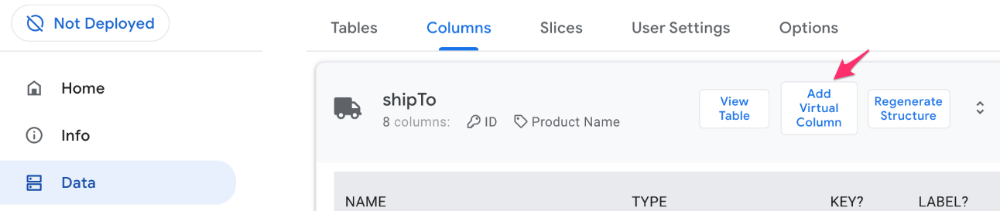 Not Deployed
Tables Columns Slices User Settings Options
Home
shipTo
8 columns: ID Product Name
View
Table
Add
Virtual
Column
Regenerate
Structure
Info
Data
NAME TYPE KEY? LABEL?